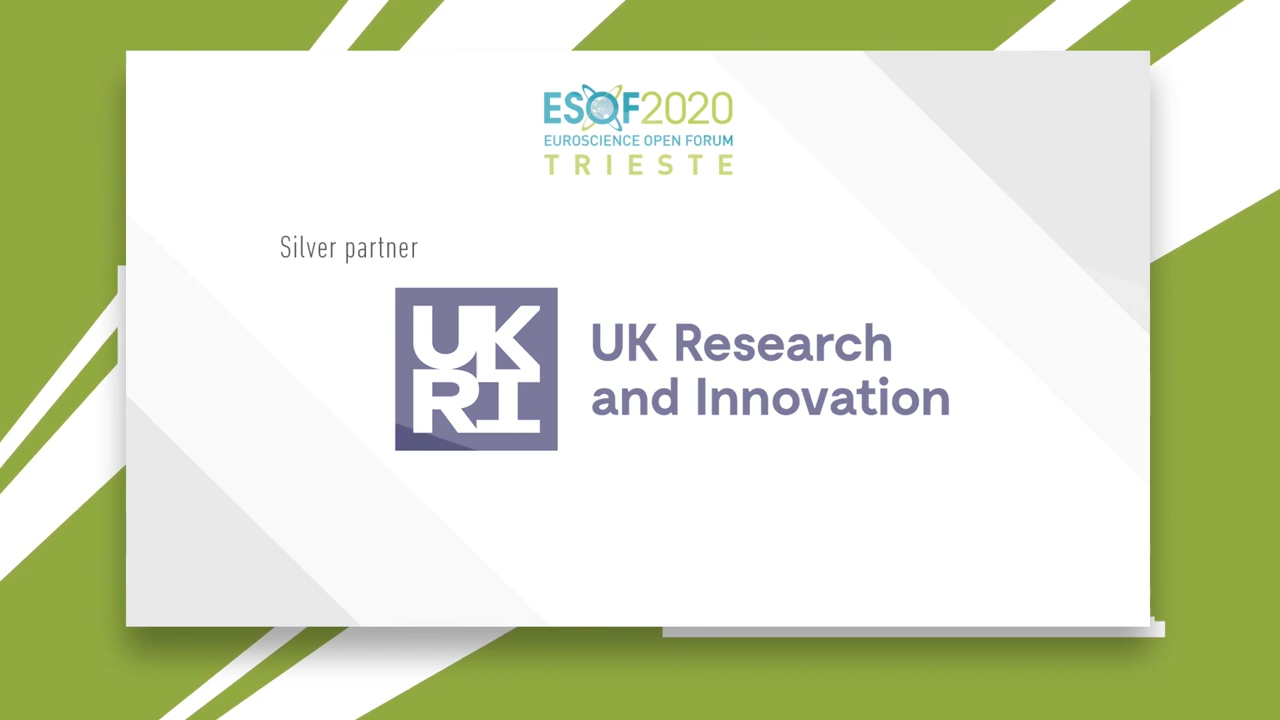 ESOF2020
EUROSCIENCE OPEN FORUM
TRIESTE
Silver partner
UK
RI
UK Research
and Innovation